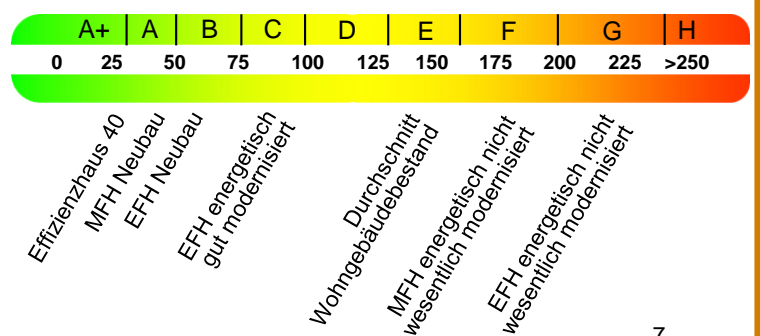 A+ A B C D E F G H
0 25 50 75 100 125 150 175 200 225 >250
Effizienzhaus 40
MFH Neubau
EFH Neubau
EFH energetisch
gut modernisiert
Durchschnitt
Wohngebäudebestand
MFH energetisch nicht
wesentlich modernisiert
EFH energetisch nicht
wesentlich modernisiert
7